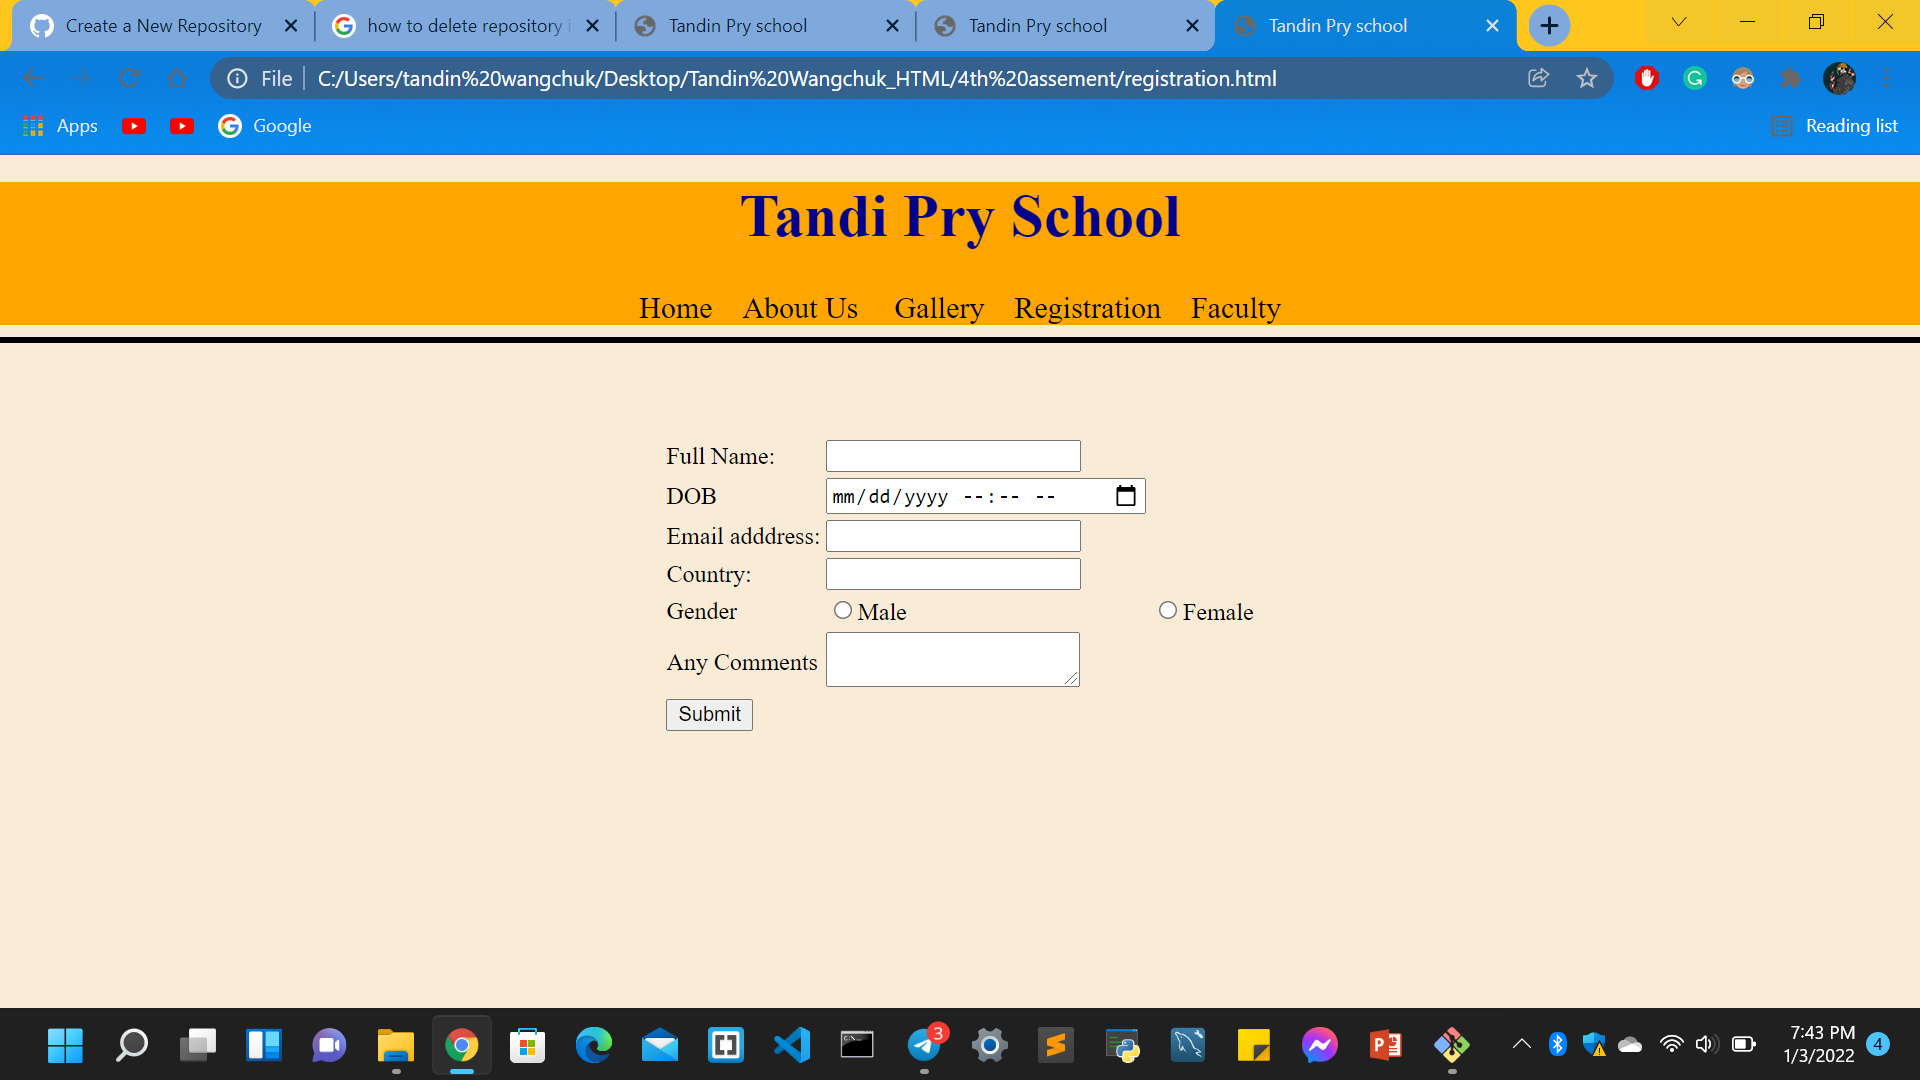 Create a New Repository
how to delete repository i
Tandin Pry school
Tandin Pry school
Tandin Pry school
File
C:/Users/tandin%20wangchuk/Desktop/Tandin%20Wangchuk_HTML/4th%20assement/registration.html
Apps
Google
Reading list
Tandi Pry School
Home About Us Gallery Registration Faculty
Full Name:
DOB mm/dd/yyyy --:-- --
Email adddress:
Country:
Gender Male Female
Any Comments
Submit
3
7:43 PM
1/3/2022
4